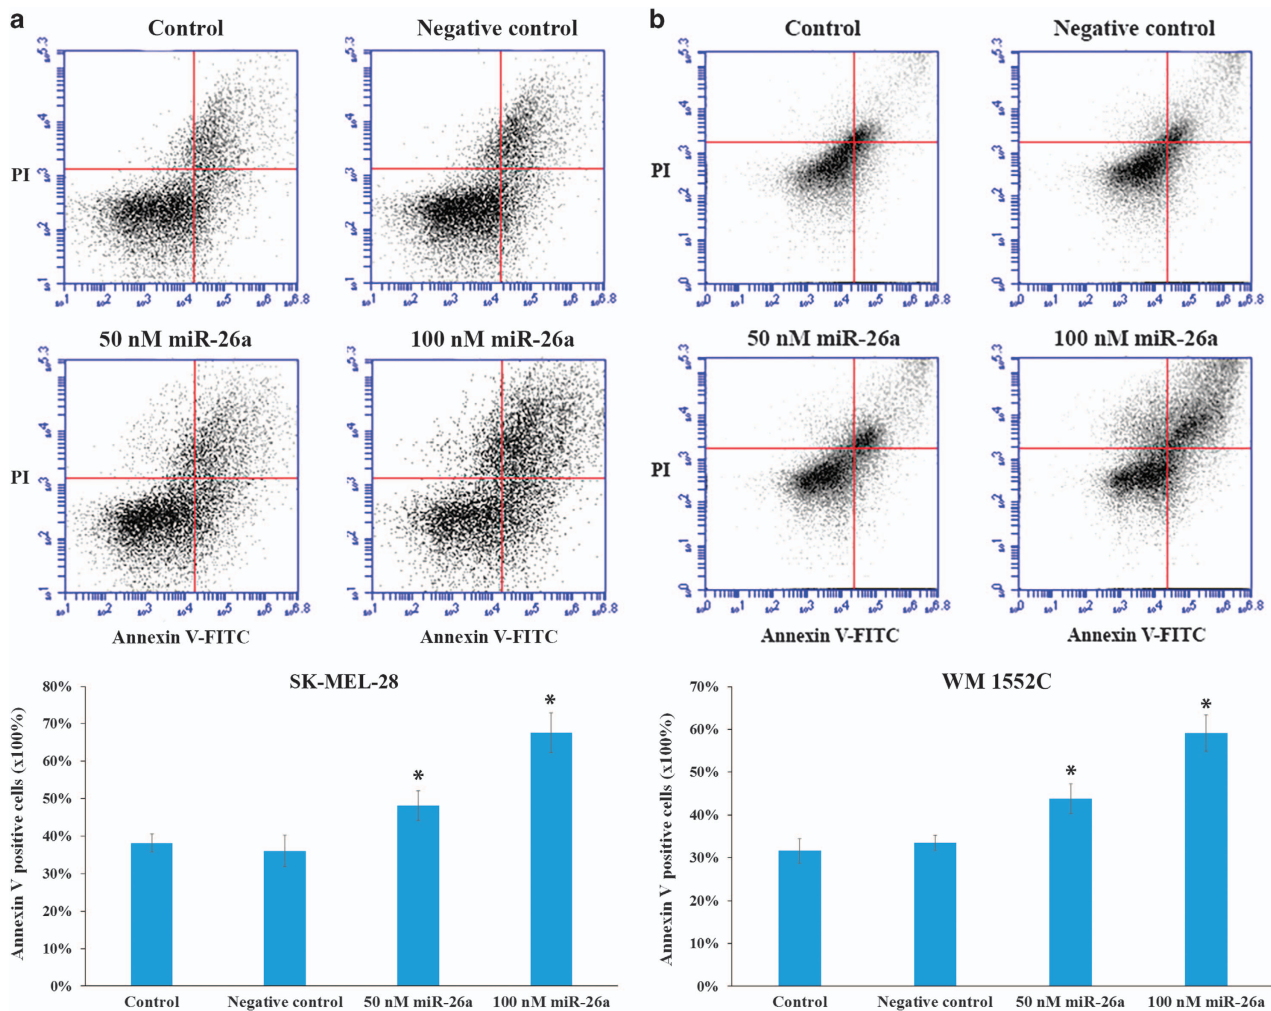 a
Control
Negative control
b
Control
Negative control
PI
PI
50 nM miR-26a
100 nM miR-26a
50 nM miR-26a
100 nM miR-26a
PI
PI
Annexin V-FITC
Annexin V-FITC
Annexin V-FITC
Annexin V-FITC
SK-MEL-28
Annexin V positive cells (x100%)
80%
70%
60%
50%
40%
30%
20%
10%
0%
*
*
Control
Negative control
50 nM miR-26a
100 nM miR-26a
WM 1552C
Annexin V positive cells (x100%)
70%
60%
50%
40%
30%
20%
10%
0%
*
*
Control
Negative control
50 nM miR-26a
100 nM miR-26a